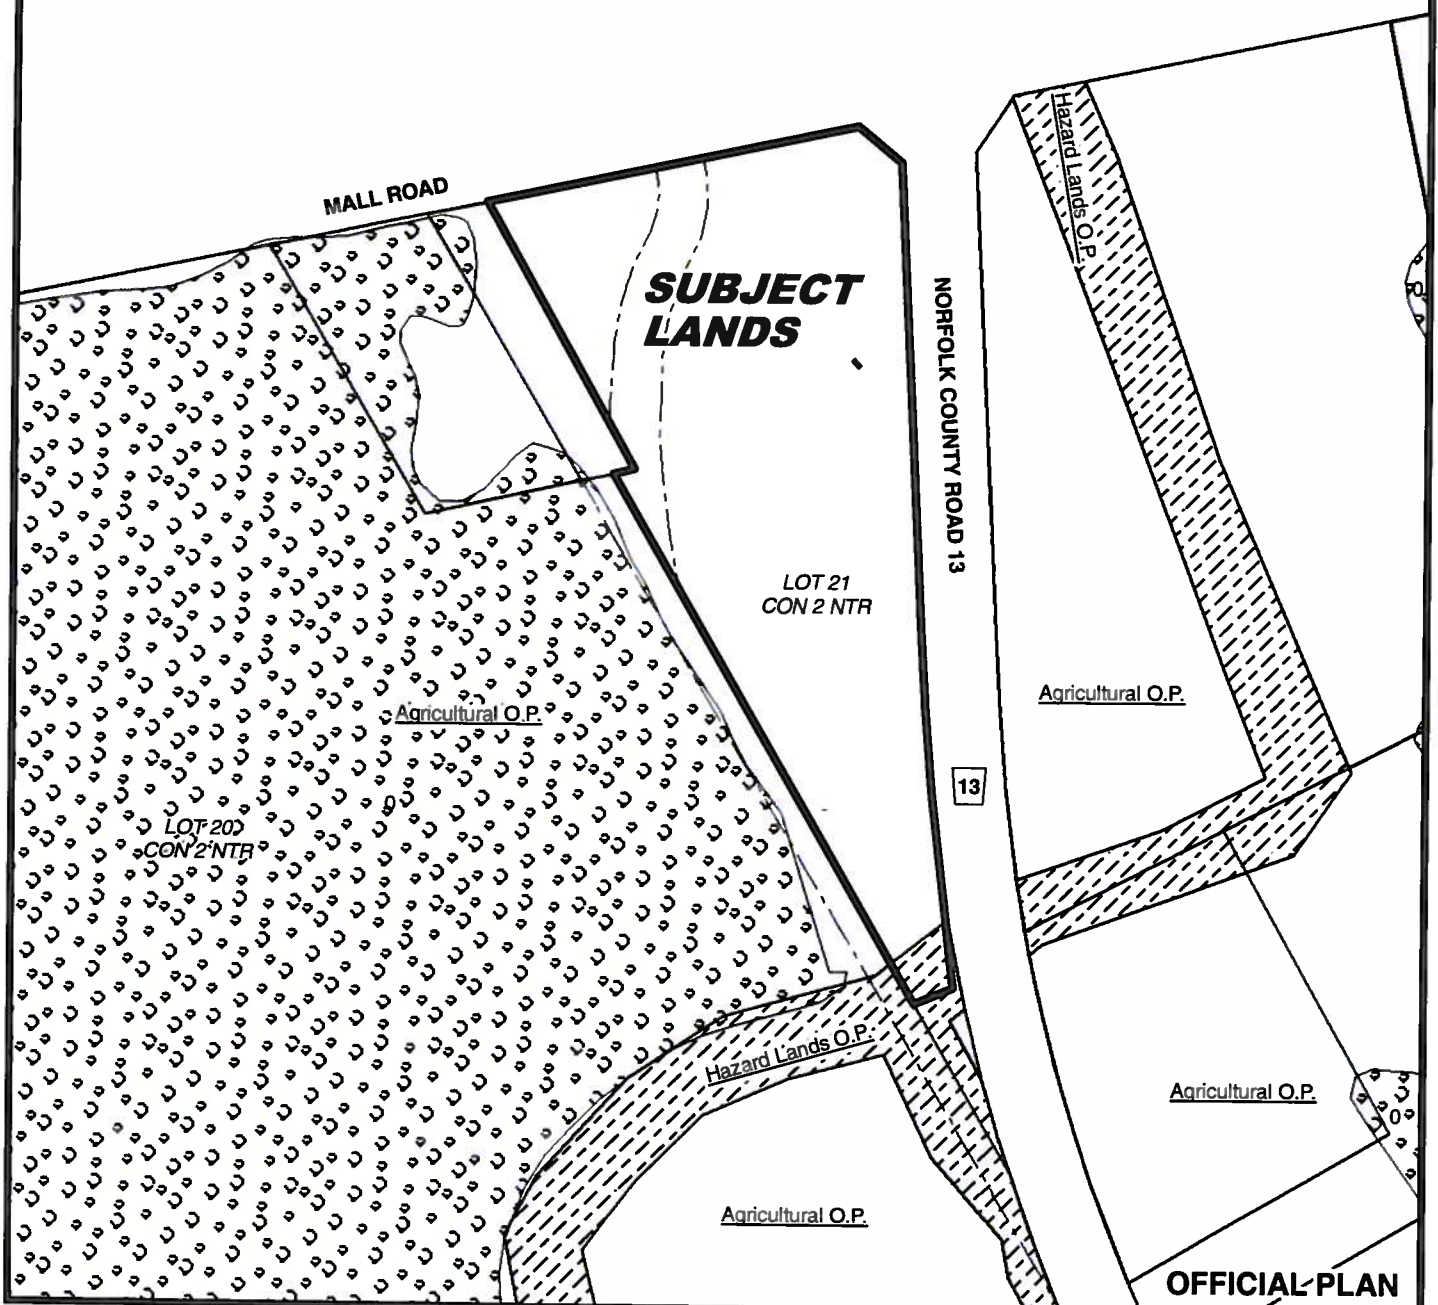 Hazard Lands O.P.
MALL ROAD
SUBJECT
LANDS
NORFOLK COUNTY ROAD 13
LOT 21
CON 2 NTR
Agricultural O.P.
Agricultural O.P.
13
LOT 20
CON 2 NTR
Hazard Lands O.P.
Agricultural O.P.
Agricultural O.P.
OFFICIAL PLAN